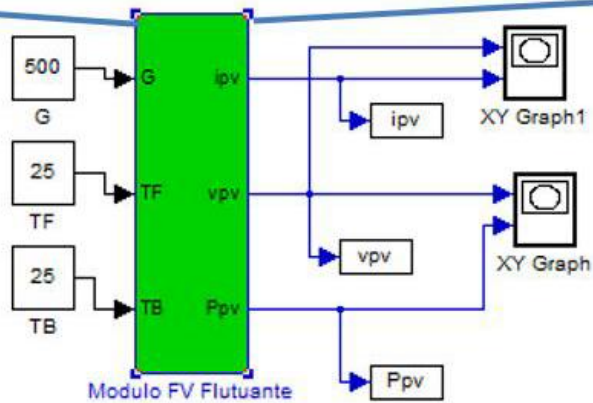 500
G
25
TF
25
TB
G
TF
TB
ipv
vpv
Ppv
Modulo FV Flutuante
ipv
vpv
Ppv
XY Graph1
XY Graph